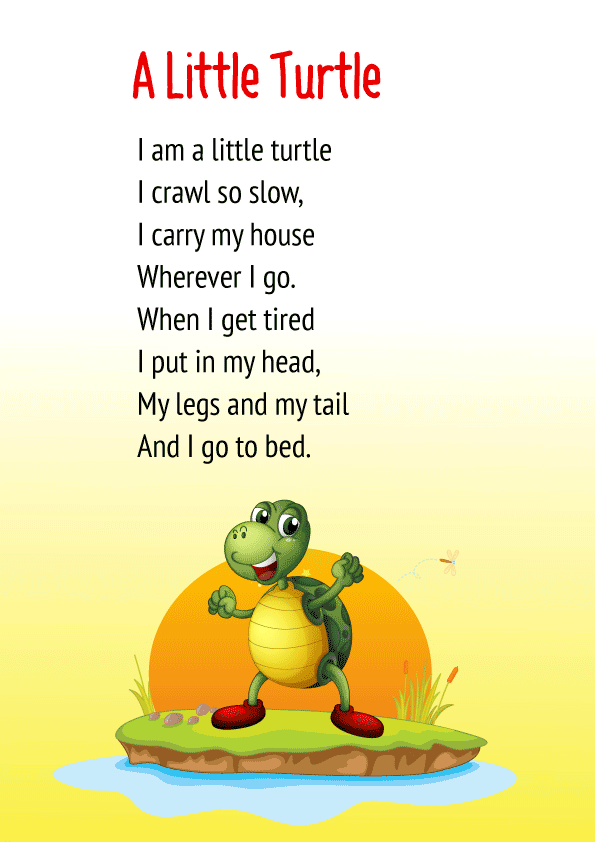 A Little Turtle
I am a little turtle
I crawl so slow,
I carry my house
Wherever I go.
When I get tired
I put in my head,
My legs and my tail
And I go to bed.